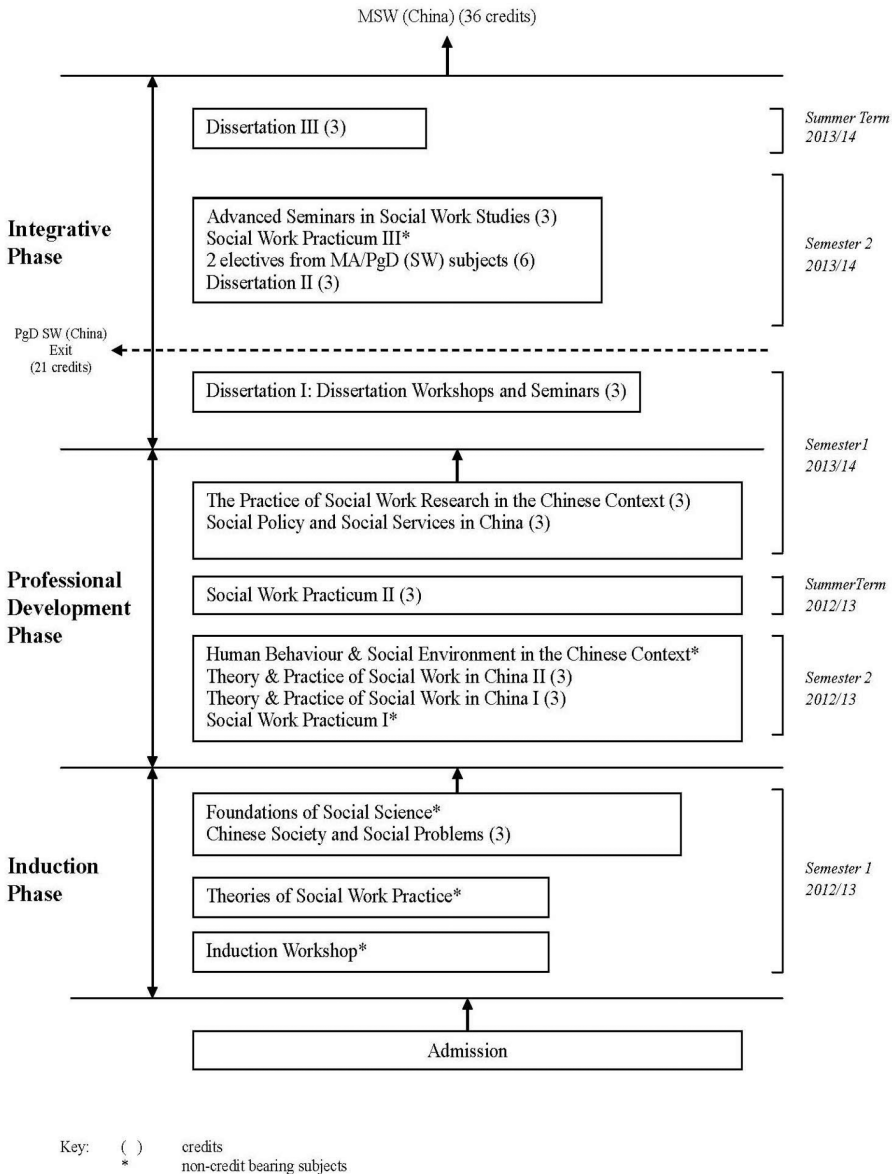 MSW (China) (36 credits)
Dissertation III (3)
Summer Term
2013/14
Integrative
Phase
Advanced Seminars in Social Work Studies (3)
Social Work Practicum III*
2 electives from MA/PgD (SW) subjects (6)
Dissertation II (3)
Semester 2
2013/14
PgD SW (China)
Exit
(21 credits)
Dissertation I: Dissertation Workshops and Seminars (3)
Semester1
2013/14
The Practice of Social Work Research in the Chinese Context (3)
Social Policy and Social Services in China (3)
Professional
Development
Phase
Social Work Practicum II (3)
SummerTerm
2012/13
Human Behaviour & Social Environment in the Chinese Context*
Theory & Practice of Social Work in China II (3)
Theory & Practice of Social Work in China I (3)
Social Work Practicum I*
Semester 2
2012/13
Induction
Phase
Foundations of Social Science*
Chinese Society and Social Problems (3)
Theories of Social Work Practice*
Induction Workshop*
Semester 1
2012/13
Admission
Key: ( ) credits
* non-credit bearing subjects